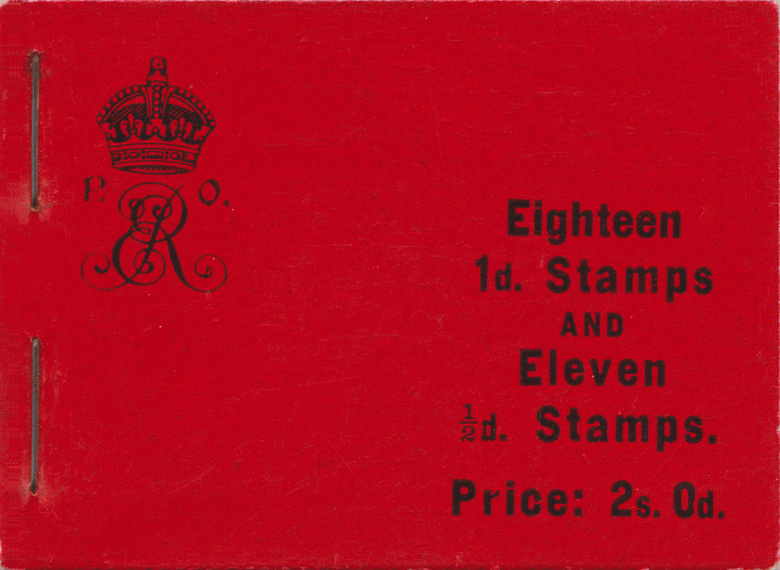 P. O.
ER
Eighteen
1d. Stamps
AND
Eleven
½d. Stamps.
Price: 2s. 0d.